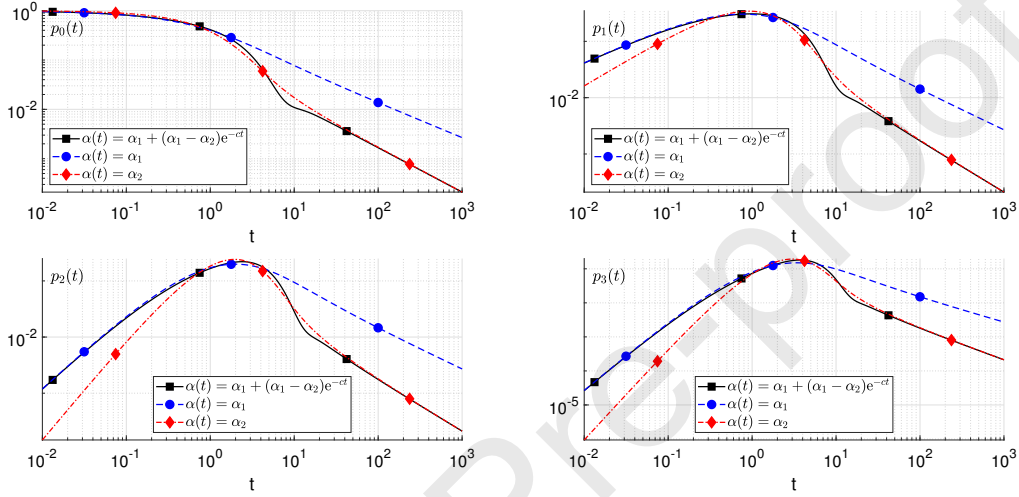 p₀(t)
10⁻²
α(t) = α₁ + (α₁ − α₂)e⁻ᶜᵗ
α(t) = α₁
α(t) = α₂
10⁻² 10⁻¹ 10⁰ 10¹ 10² 10³
t
p₁(t)
10⁻²
α(t) = α₁ + (α₁ − α₂)e⁻ᶜᵗ
α(t) = α₁
α(t) = α₂
10⁻² 10⁻¹ 10⁰ 10¹ 10² 10³
t
p₂(t)
10⁻²
α(t) = α₁ + (α₁ − α₂)e⁻ᶜᵗ
α(t) = α₁
α(t) = α₂
10⁻² 10⁻¹ 10⁰ 10¹ 10² 10³
t
p₃(t)
10⁻⁵
α(t) = α₁ + (α₁ − α₂)e⁻ᶜᵗ
α(t) = α₁
α(t) = α₂
10⁻² 10⁻¹ 10⁰ 10¹ 10² 10³
t
Pre-proof